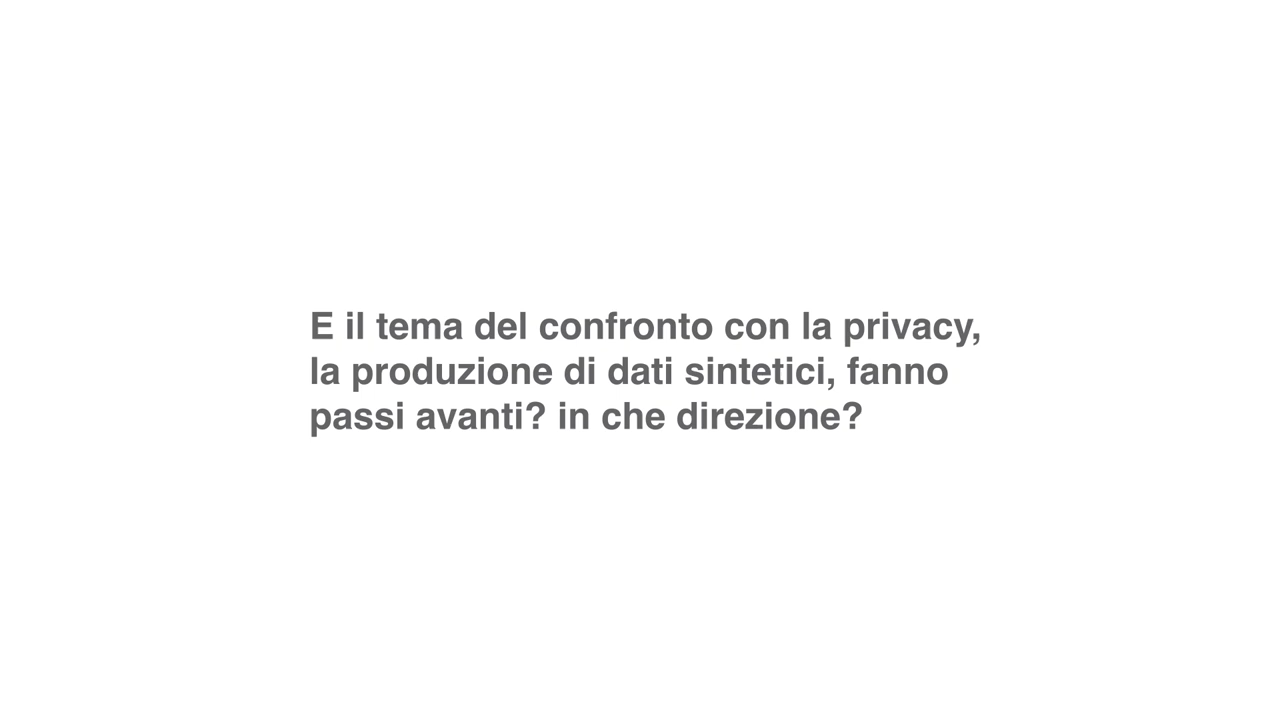 E il tema del confronto con la privacy,
la produzione di dati sintetici, fanno
passi avanti? in che direzione?